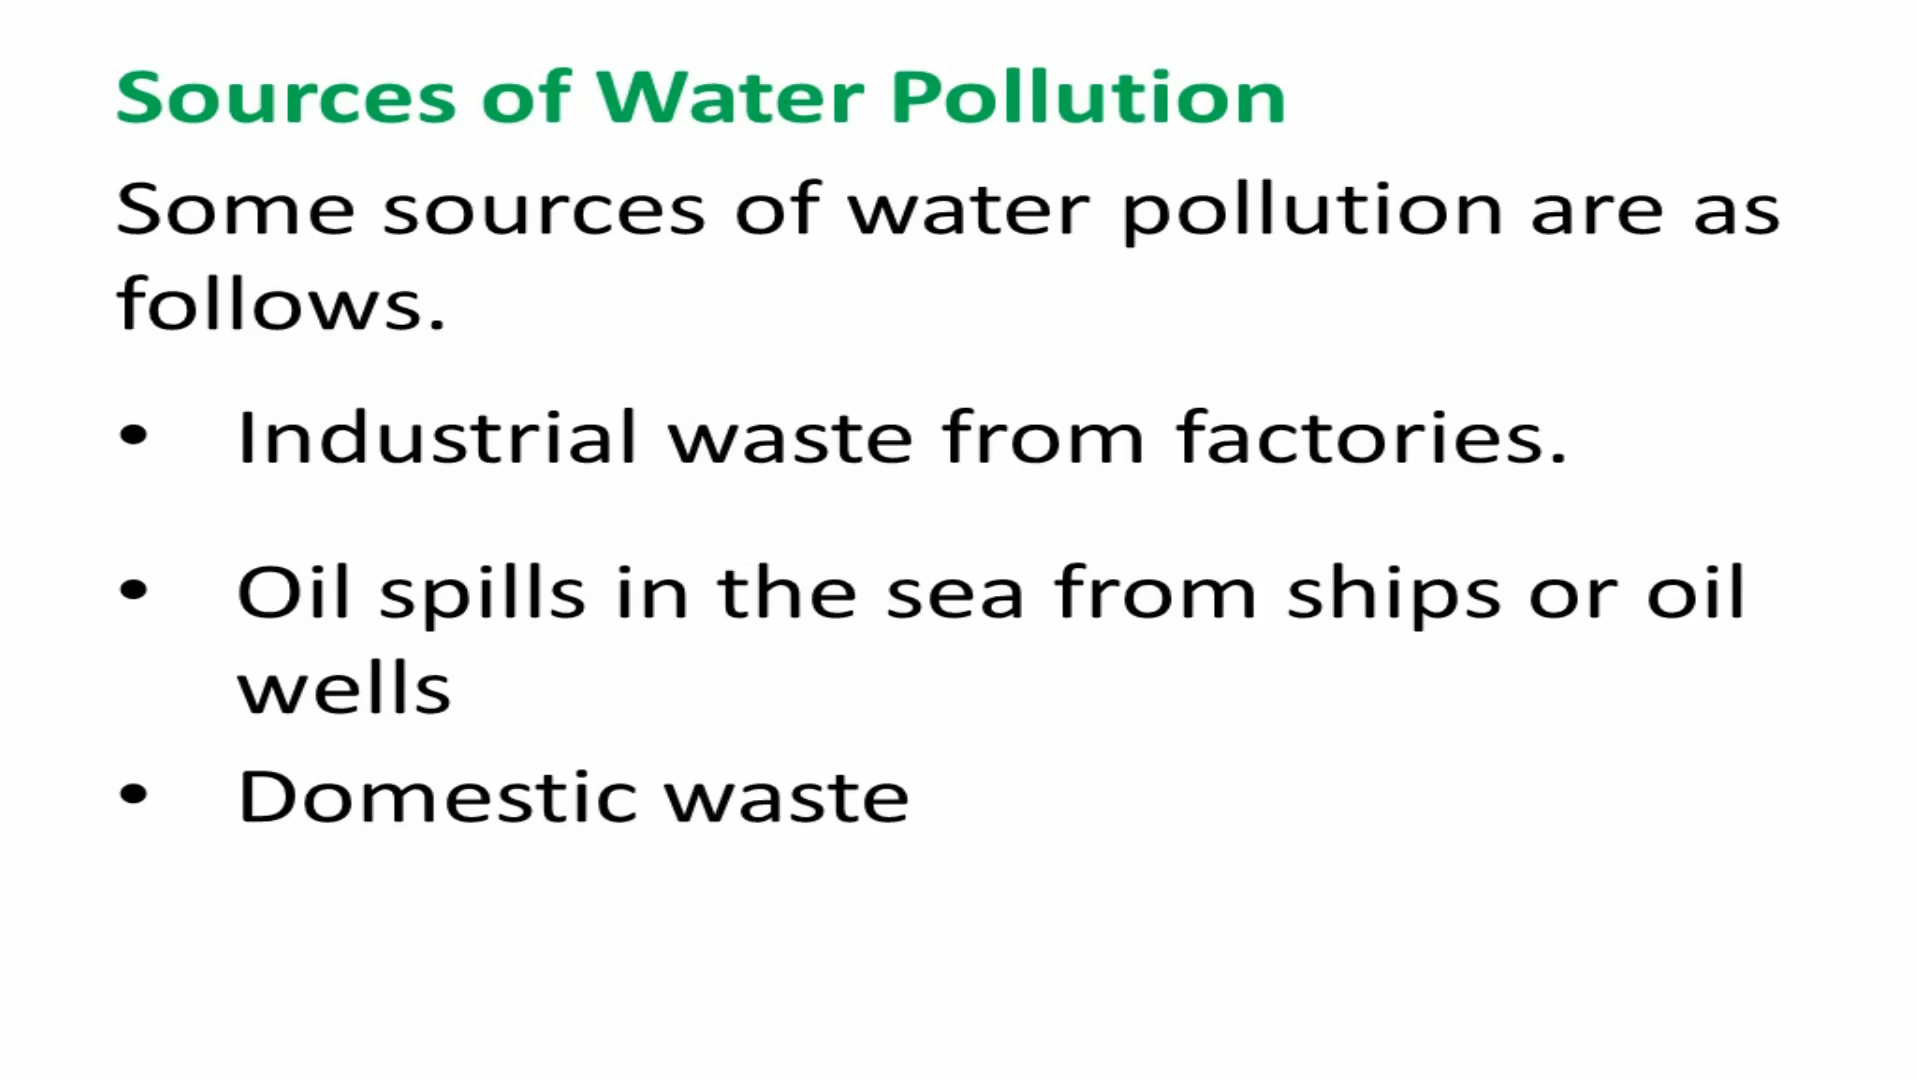 Sources of Water Pollution
Some sources of water pollution are as
follows.
• Industrial waste from factories.
• Oil spills in the sea from ships or oil
wells
• Domestic waste